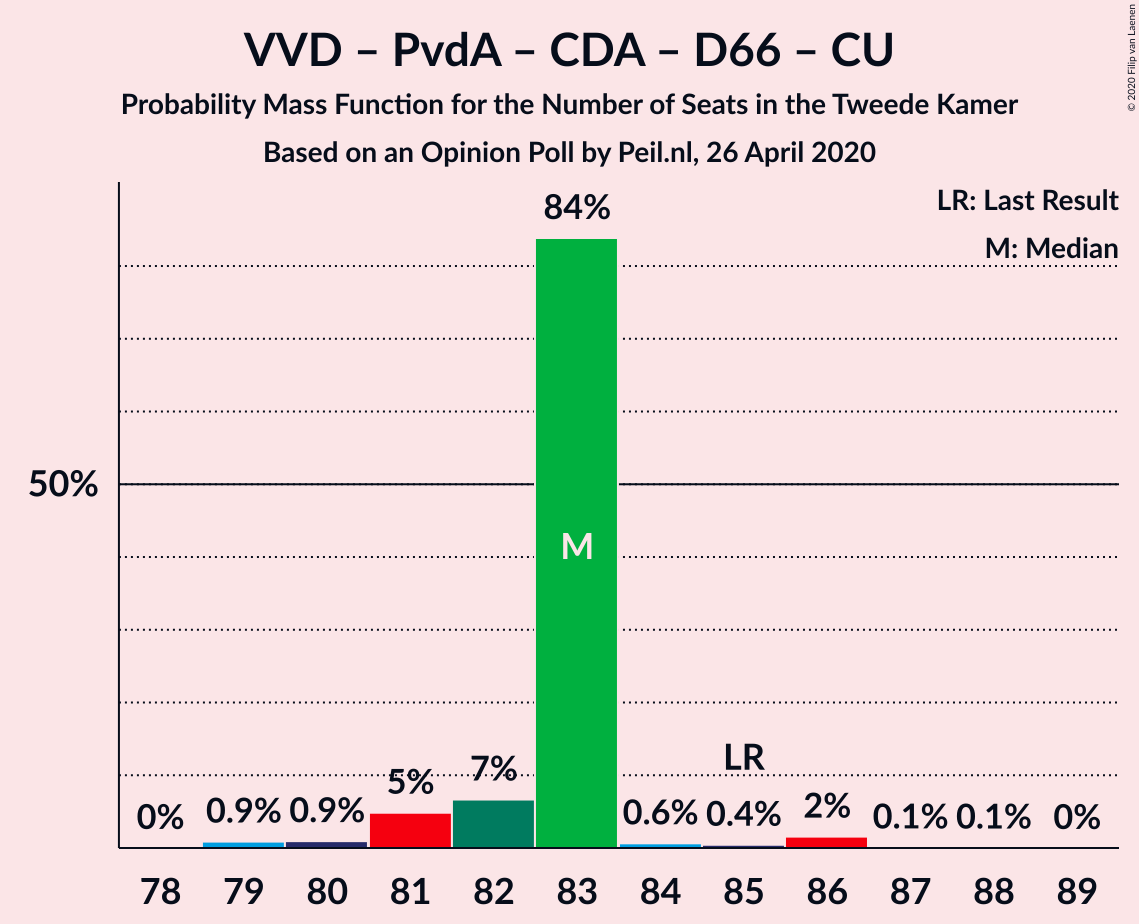 VVD – PvdA – CDA – D66 – CU
Probability Mass Function for the Number of Seats in the Tweede Kamer
Based on an Opinion Poll by Peil.nl, 26 April 2020
© 2020 Filip van Laenen
LR: Last Result
M: Median
84%
50%
M
LR
0% 0.9% 0.9% 5% 7% 0.6% 0.4% 2% 0.1% 0.1% 0%
78 79 80 81 82 83 84 85 86 87 88 89